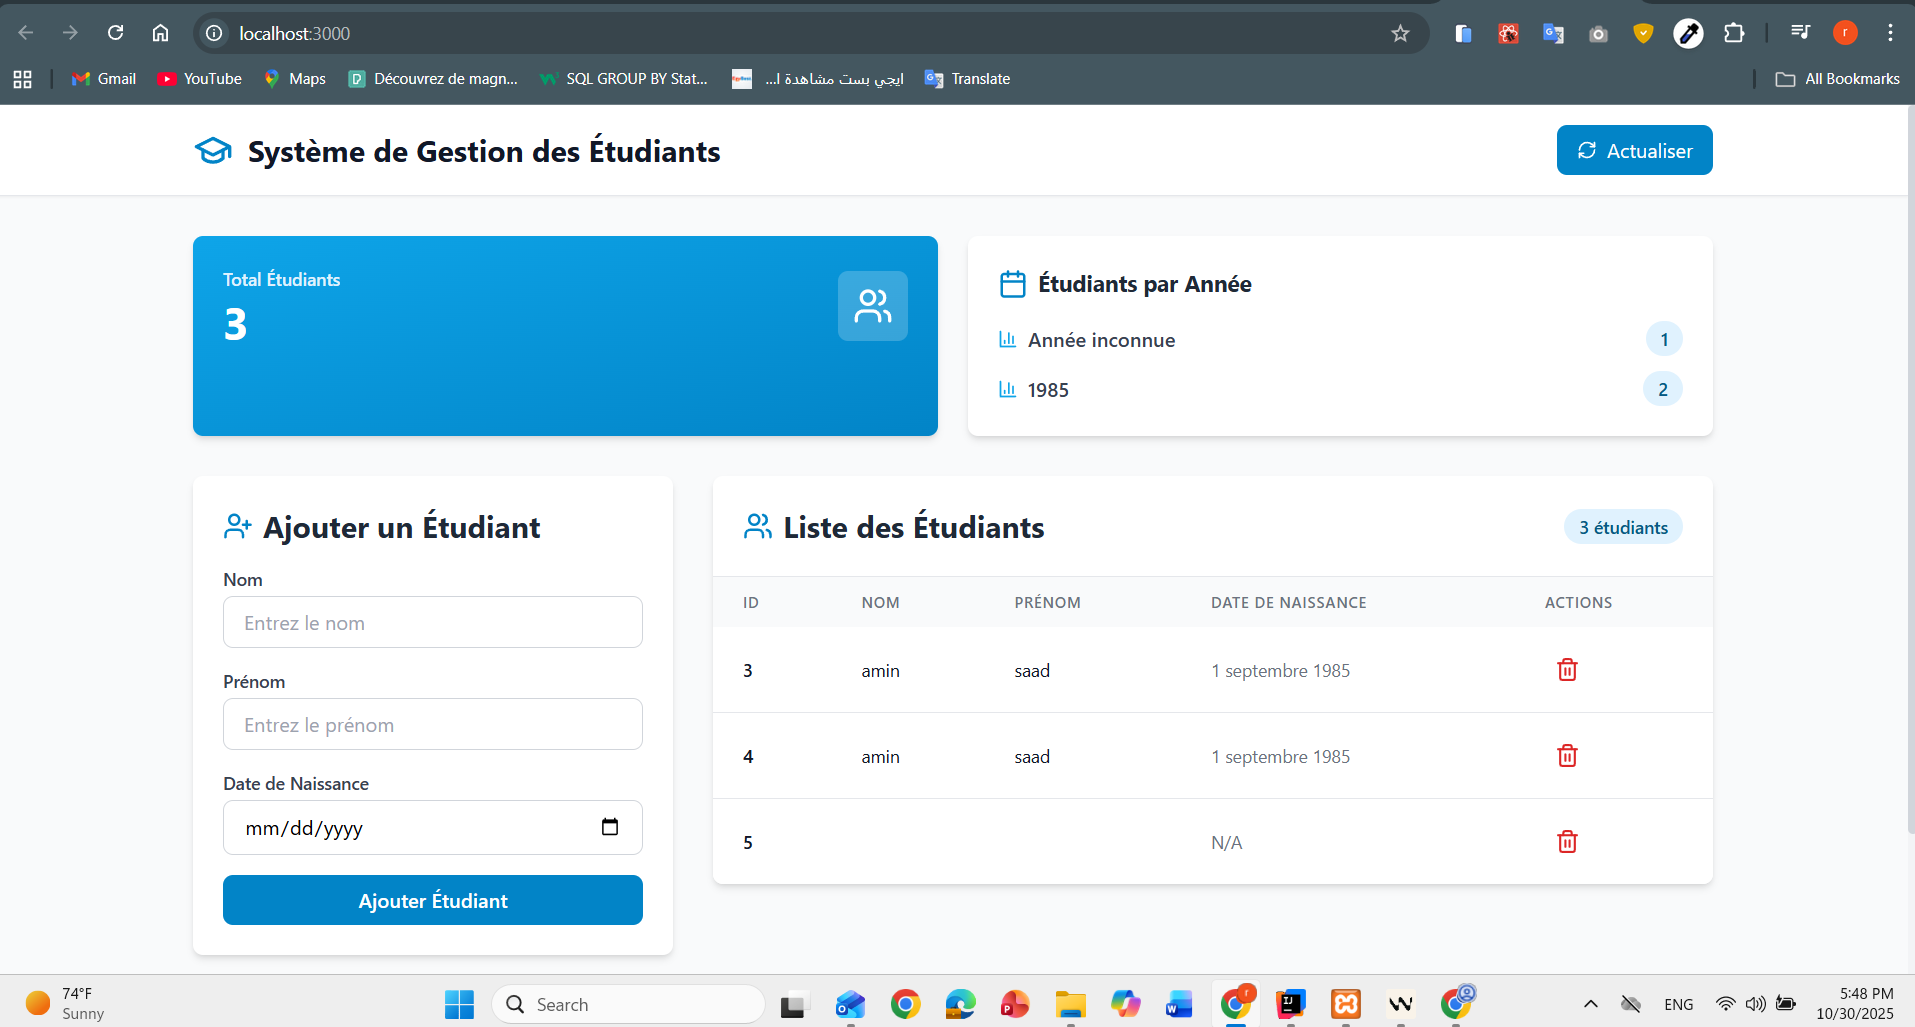 localhost:3000
Gmail YouTube Maps Découvrez de magn... SQL GROUP BY Stat... ايجي بست مشاهدة ا... Translate All Bookmarks
Système de Gestion des Étudiants
Actualiser
Total Étudiants
3
Étudiants par Année
Année inconnue 1
1985 2
Ajouter un Étudiant
Nom
Entrez le nom
Prénom
Entrez le prénom
Date de Naissance
mm/dd/yyyy
Ajouter Étudiant
Liste des Étudiants
3 étudiants
ID NOM PRÉNOM DATE DE NAISSANCE ACTIONS
3 amin saad 1 septembre 1985
4 amin saad 1 septembre 1985
5 N/A
74°F
Sunny
Search
ENG
5:48 PM
10/30/2025